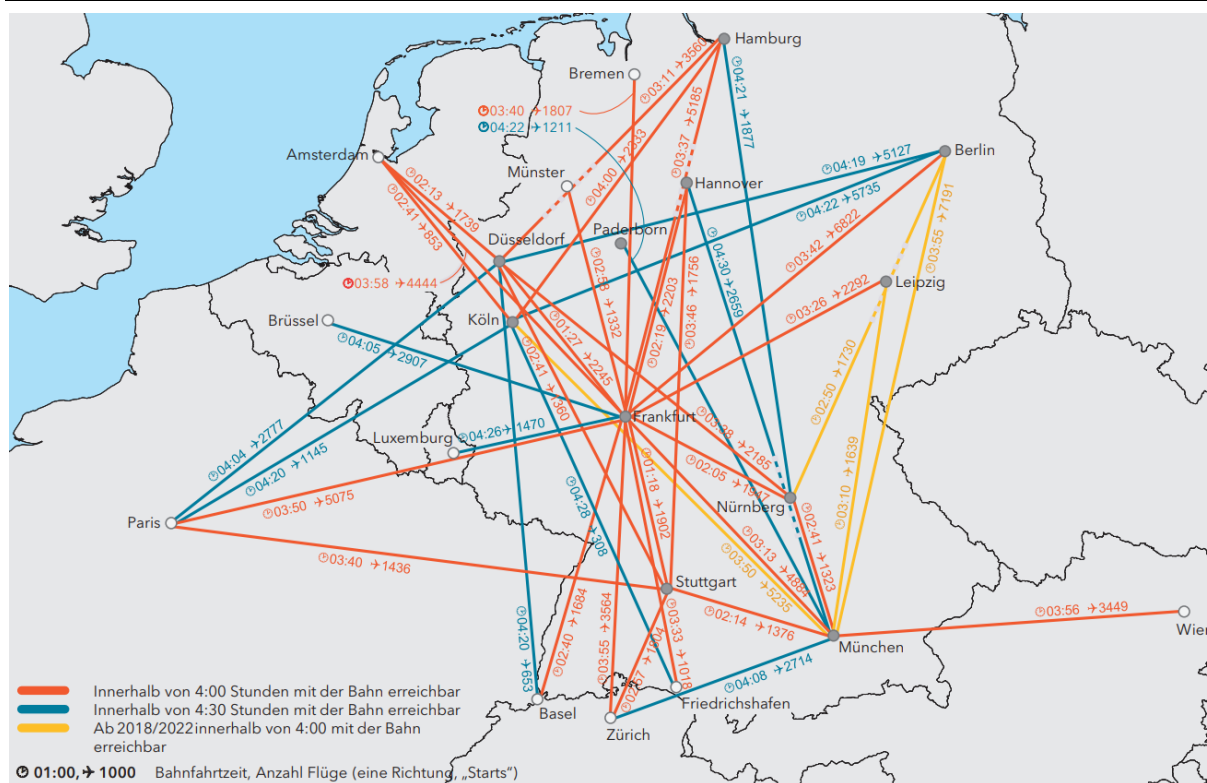 Hamburg
Bremen
🕐03:11 ✈3560
🕐03:40 ✈1807
🕐04:22 ✈1211
🕐04:21 ✈1877
🕐03:37 ✈5185
🕐04:00 ✈2333
Amsterdam
Berlin
🕐04:19 ✈5127
Münster
Hannover
🕐02:13 ✈1739
🕐02:41 ✈853
🕐04:22 ✈5735
🕐03:55 ✈7191
Düsseldorf
Paderborn
🕐03:42 ✈6822
🕐04:30 ✈2659
🕐03:58 ✈4444
🕐02:53 ✈1332
🕐02:19 ✈2203
🕐03:46 ✈1756
🕐03:26 ✈2292
Leipzig
Brüssel
Köln
🕐04:05 ✈2907
🕐01:27 ✈2245
🕐02:41 ✈1360
🕐02:50 ✈1730
Frankfurt
Luxemburg
🕐04:26 ✈1470
🕐03:28 ✈2185
🕐04:04 ✈2777
🕐04:20 ✈1145
🕐01:18 ✈1902
🕐02:05 ✈1947
🕐03:10 ✈1639
Paris
🕐03:50 ✈5075
🕐04:28 ✈308
Nürnberg
🕐02:41 ✈1323
🕐03:13 ✈4884
🕐03:50 ✈5235
🕐03:40 ✈1436
Stuttgart
🕐02:14 ✈1376
🕐03:56 ✈3449
Wien
München
🕐04:20 ✈653
🕐02:40 ✈1684
🕐03:55 ✈3564
🕐03:33 ✈1018
🕐04:08 ✈2714
Basel
Zürich
Friedrichshafen
Innerhalb von 4:00 Stunden mit der Bahn erreichbar
Innerhalb von 4:30 Stunden mit der Bahn erreichbar
Ab 2018/2022innerhalb von 4:00 mit der Bahn
erreichbar
🕐 01:00, ✈ 1000 Bahnfahrtzeit, Anzahl Flüge (eine Richtung, „Starts“)